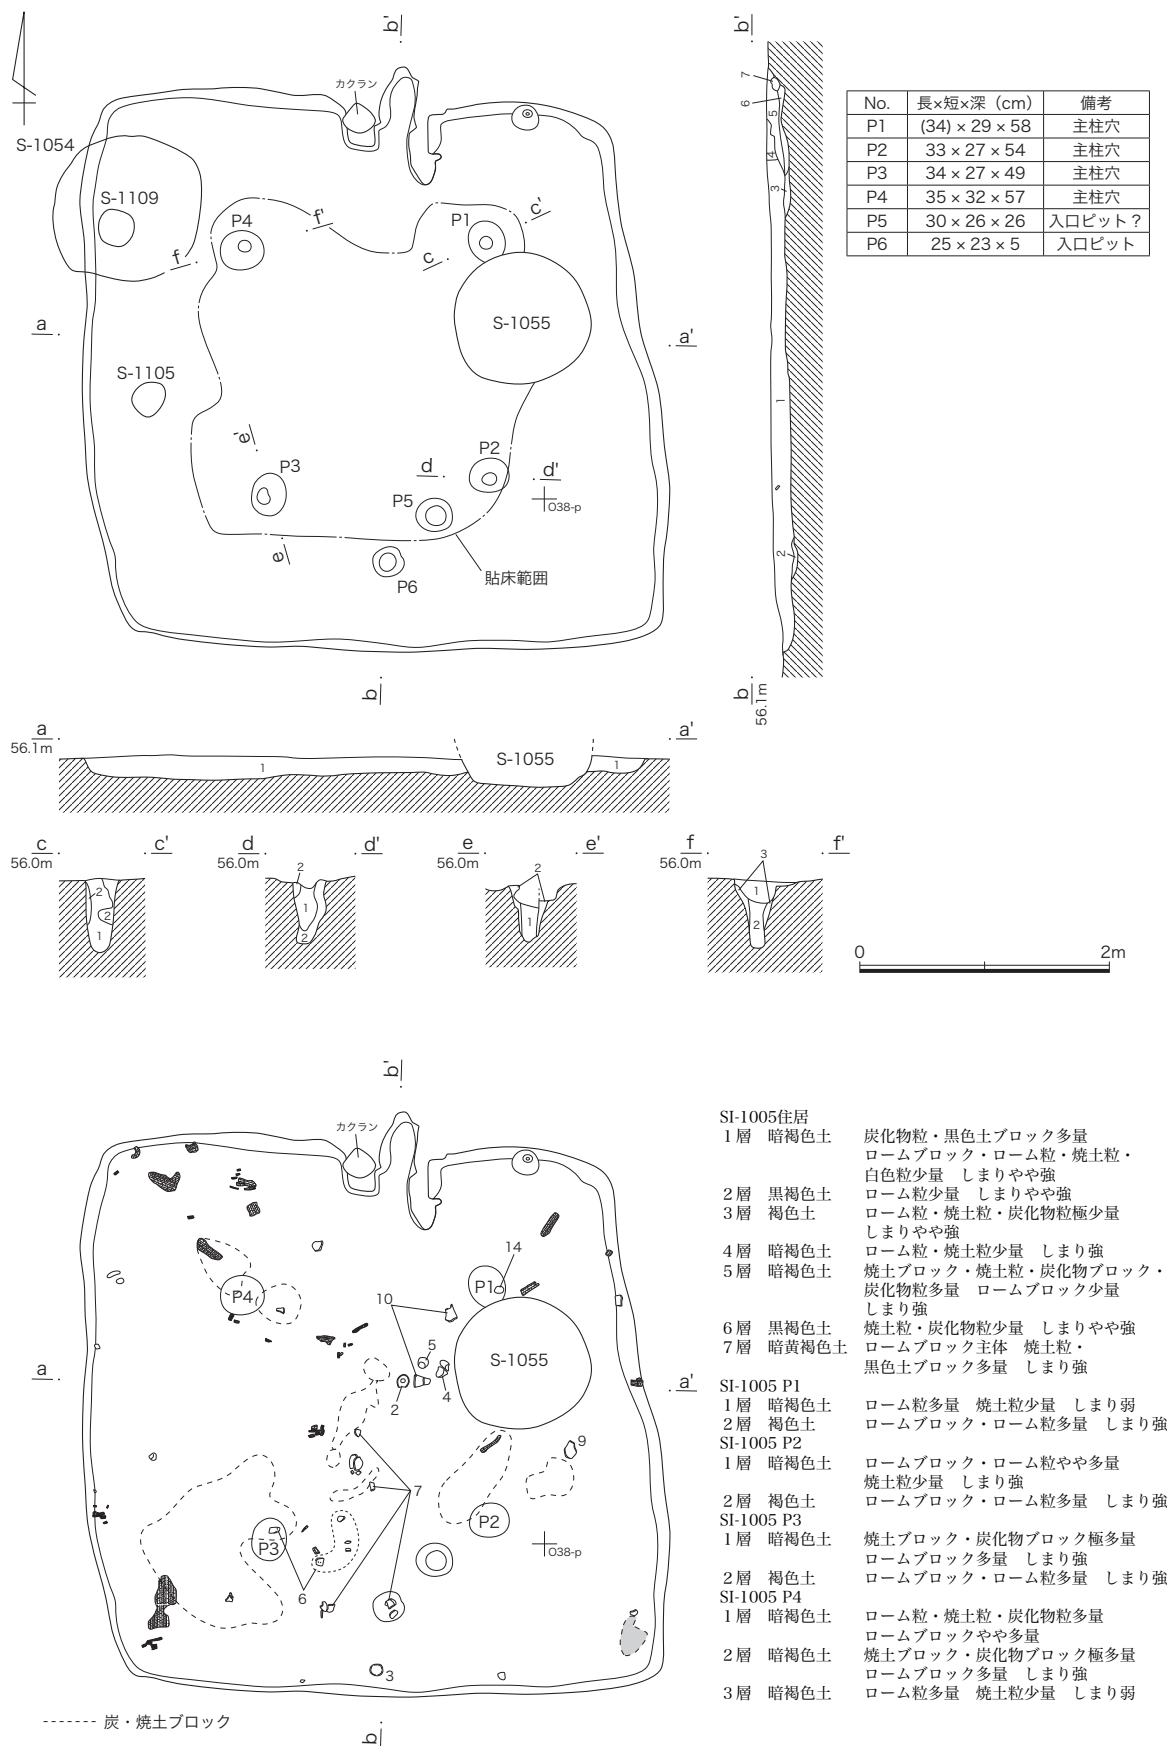 b'
カクラン
S-1054
S-1109
P4
f'
P1
c'
f
c
S-1055
a
a'
S-1105
e'
P3
P2
d
d'
P5
O38-p
e
P6
貼床範囲
b
b'
7
6
5
4
3
1
2
b
56.1m
No. 長×短×深（cm） 備考
P1 (34) × 29 × 58 主柱穴
P2 33 × 27 × 54 主柱穴
P3 34 × 27 × 49 主柱穴
P4 35 × 32 × 57 主柱穴
P5 30 × 26 × 26 入口ピット？
P6 25 × 23 × 5 入口ピット
a
56.1m
a'
S-1055
1
1
c
56.0m
c'
2
2
1
d
56.0m
d'
2
1
2
e
56.0m
e'
2
1
f
56.0m
f'
3
1
2
0 2m
b'
カクラン
14
P1
P4
10
5
S-1055
a
a'
2
4
9
7
P2
P3
O38-p
6
3
b
炭・焼土ブロック
SI-1005住居
1層 暗褐色土 炭化物粒・黒色土ブロック多量
ロームブロック・ローム粒・焼土粒・
白色粒少量 しまりやや強
2層 黒褐色土 ローム粒少量 しまりやや強
3層 褐色土 ローム粒・焼土粒・炭化物粒極少量
しまりやや強
4層 暗褐色土 ローム粒・焼土粒少量 しまり強
5層 暗褐色土 焼土ブロック・焼土粒・炭化物ブロック・
炭化物粒多量 ロームブロック少量
しまり強
6層 黒褐色土 焼土粒・炭化物粒少量 しまりやや強
7層 暗黄褐色土 ロームブロック主体 焼土粒・
黒色土ブロック多量 しまり強
SI-1005 P1
1層 暗褐色土 ローム粒多量 焼土粒少量 しまり弱
2層 褐色土 ロームブロック・ローム粒多量 しまり強
SI-1005 P2
1層 暗褐色土 ロームブロック・ローム粒やや多量
焼土粒少量 しまり強
2層 褐色土 ロームブロック・ローム粒多量 しまり強
SI-1005 P3
1層 暗褐色土 焼土ブロック・炭化物ブロック極多量
ロームブロック多量 しまり強
2層 褐色土 ロームブロック・ローム粒多量 しまり強
SI-1005 P4
1層 暗褐色土 ローム粒・焼土粒・炭化物粒多量
ロームブロックやや多量
2層 暗褐色土 焼土ブロック・炭化物ブロック極多量
ロームブロック多量 しまり強
3層 暗褐色土 ローム粒多量 焼土粒少量 しまり弱